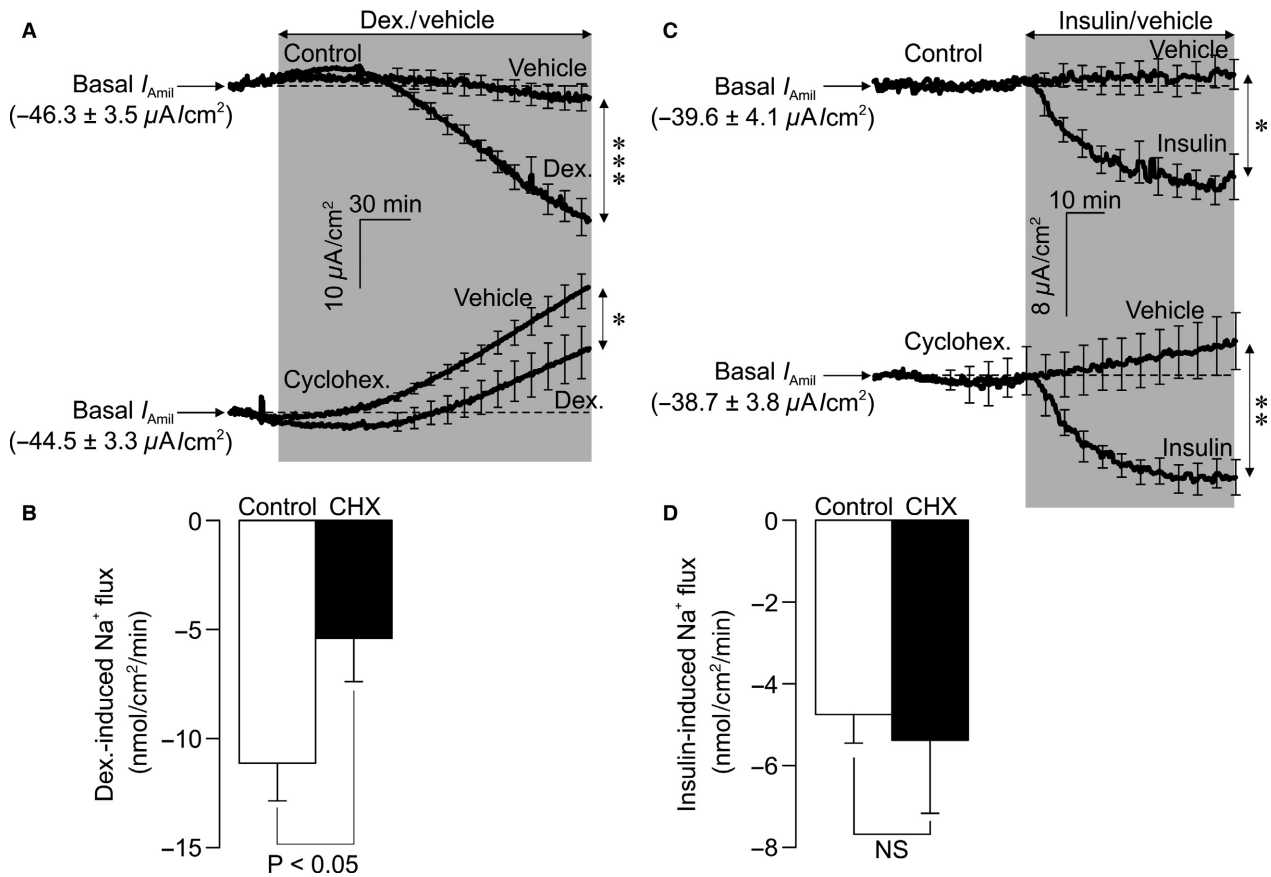 A
Dex./vehicle
Control
Vehicle
Basal I_Amil
(−46.3 ± 3.5 µA/cm²)
***
Dex.
30 min
10 µA/cm²
Vehicle
*
Cyclohex.
Dex.
Basal I_Amil
(−44.5 ± 3.3 µA/cm²)
C
Insulin/vehicle
Control
Vehicle
Basal I_Amil
(−39.6 ± 4.1 µA/cm²)
*
Insulin
10 min
8 µA/cm²
Vehicle
Cyclohex.
Basal I_Amil
(−38.7 ± 3.8 µA/cm²)
**
Insulin
B
Control CHX
0
−5
−10
−15
Dex.-induced Na⁺ flux
(nmol/cm²/min)
P < 0.05
D
Control CHX
0
−2
−4
−6
−8
Insulin-induced Na⁺ flux
(nmol/cm²/min)
NS